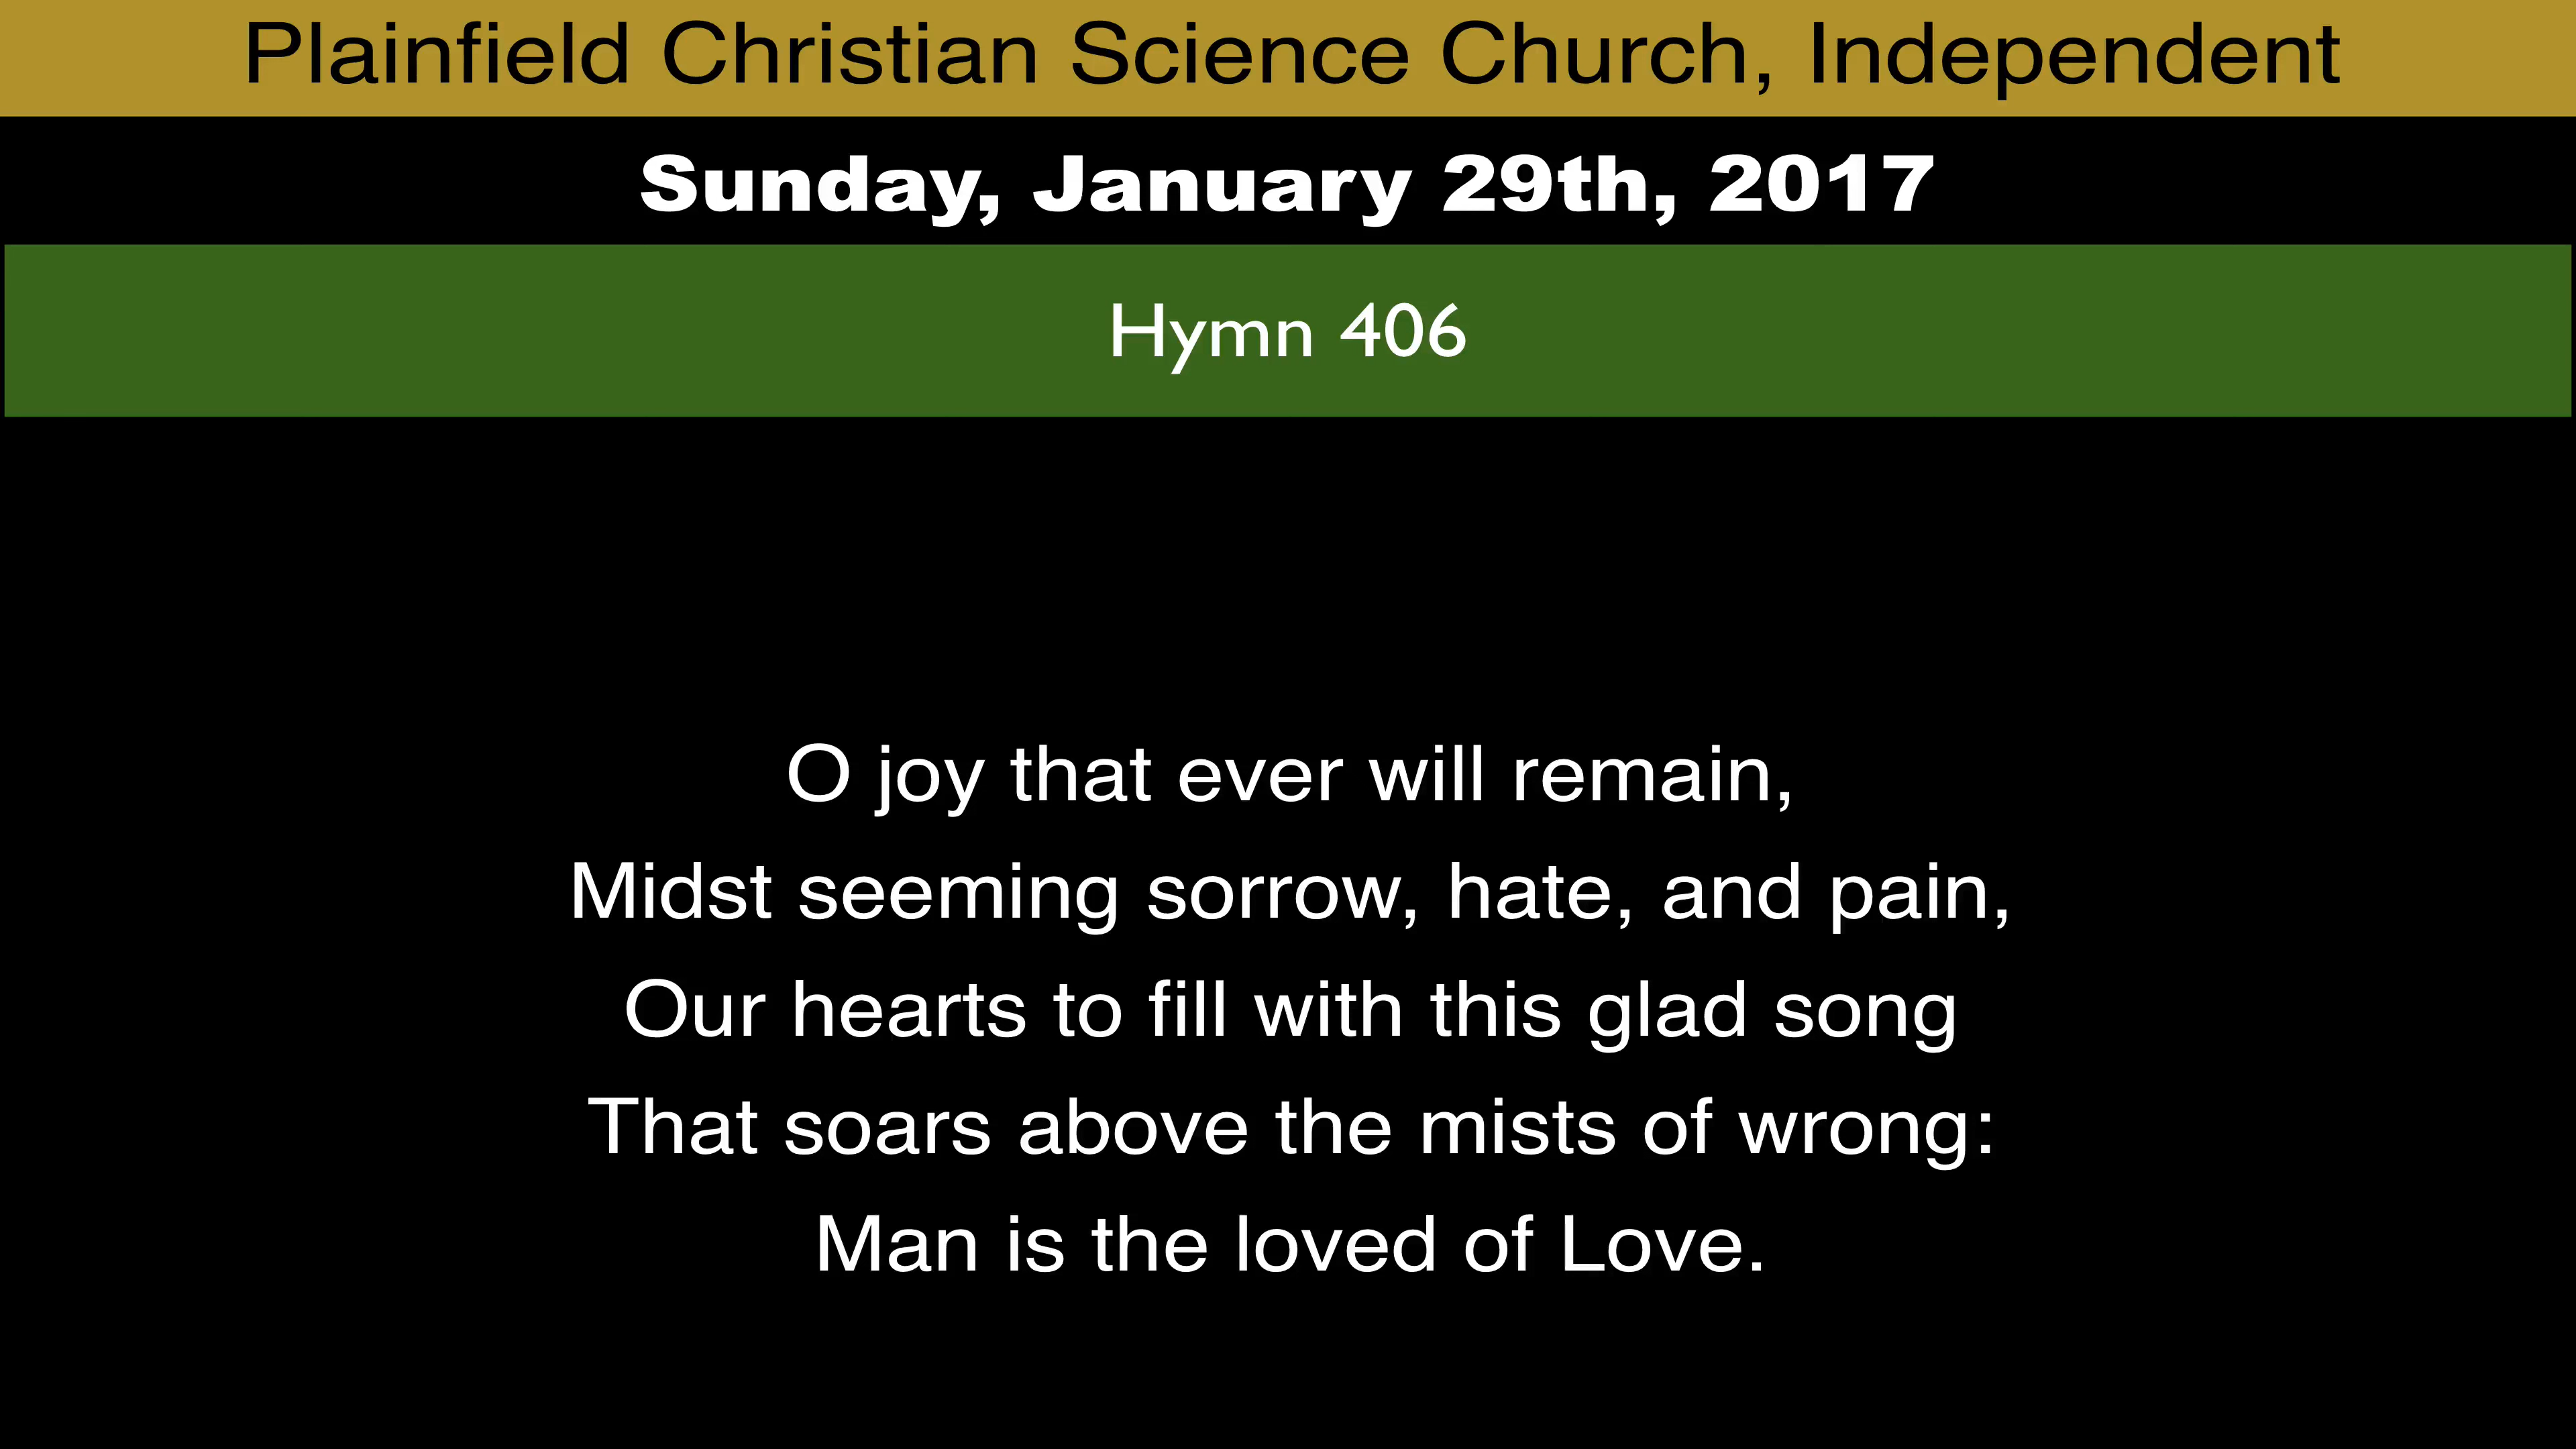 Plainfield Christian Science Church, Independent
Sunday, January 29th, 2017
Hymn 406
O joy that ever will remain,
Midst seeming sorrow, hate, and pain,
Our hearts to fill with this glad song
That soars above the mists of wrong:
Man is the loved of Love.